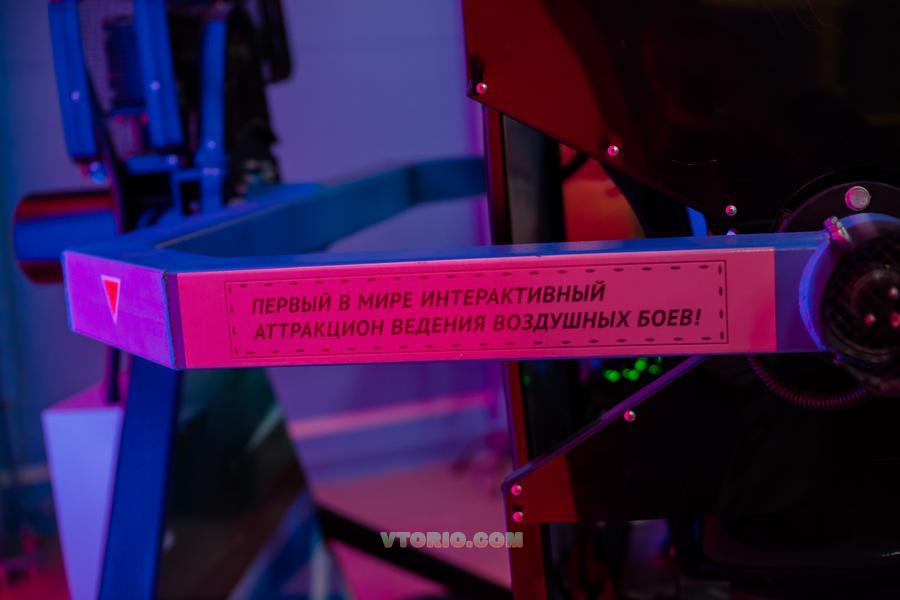 ПЕРВЫЙ В МИРЕ ИНТЕРАКТИВНЫЙ
АТТРАКЦИОН ВЕДЕНИЯ ВОЗДУШНЫХ БОЕВ!
VTORIO.COM